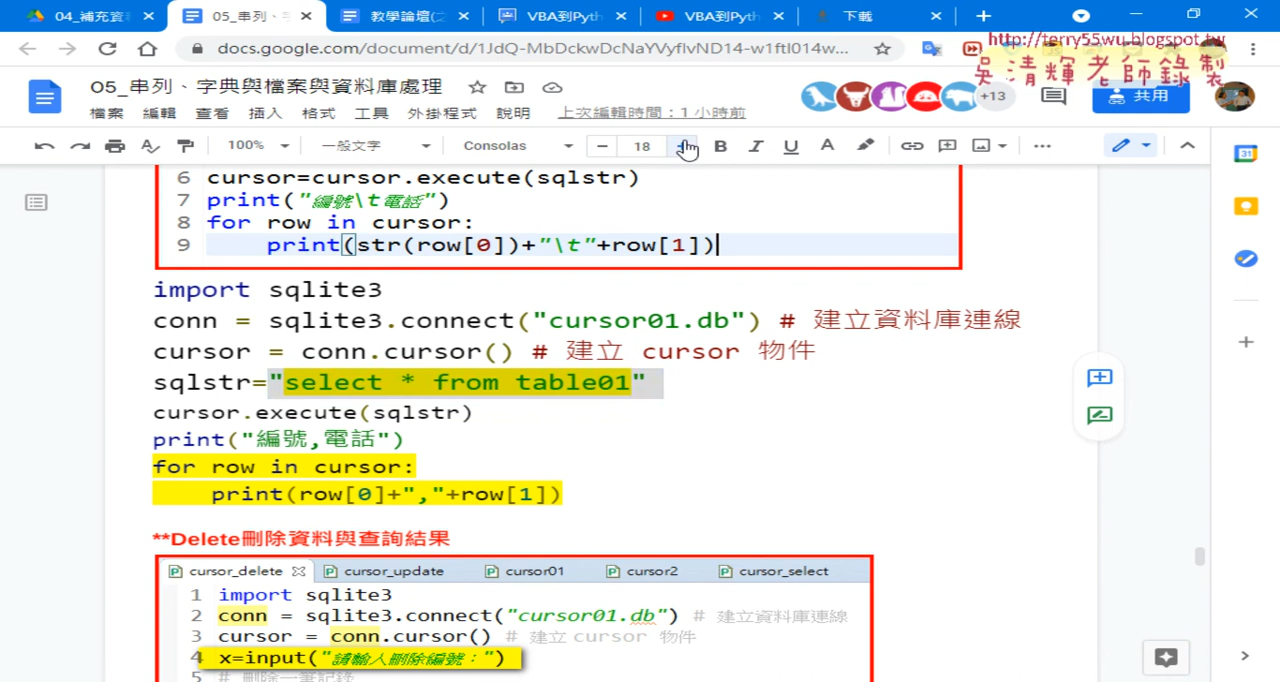 04_補充資
05_串列、
教學論壇(之
VBA到Pyth
VBA到Pyth
下載
docs.google.com/document/d/1JdQ-MbDckwDcNaYVyflvND14-w1ftl014w...
http://terry55wu.blogspot.tw
吳清輝老師錄製
05_串列、字典與檔案與資料庫處理
+13
共用
檔案 編輯 查看 插入 格式 工具 外掛程式 說明 上次編輯時間：1 小時前
100% 一般文字 Consolas 18 B I U A
31
6 cursor=cursor.execute(sqlstr)
7 print("編號\t電話")
8 for row in cursor:
9 print(str(row[0])+"\t"+row[1])
import sqlite3
conn = sqlite3.connect("cursor01.db") # 建立資料庫連線
cursor = conn.cursor() # 建立 cursor 物件
sqlstr="select * from table01"
cursor.execute(sqlstr)
print("編號,電話")
for row in cursor:
print(row[0]+","+row[1])
**Delete刪除資料與查詢結果
cursor_delete cursor_update cursor01 cursor2 cursor_select
1 import sqlite3
2 conn = sqlite3.connect("cursor01.db") # 建立資料庫連線
3 cursor = conn.cursor() # 建立 cursor 物件
4 x=input("請輸入刪除編號：")
5 # 刪除一筆記錄